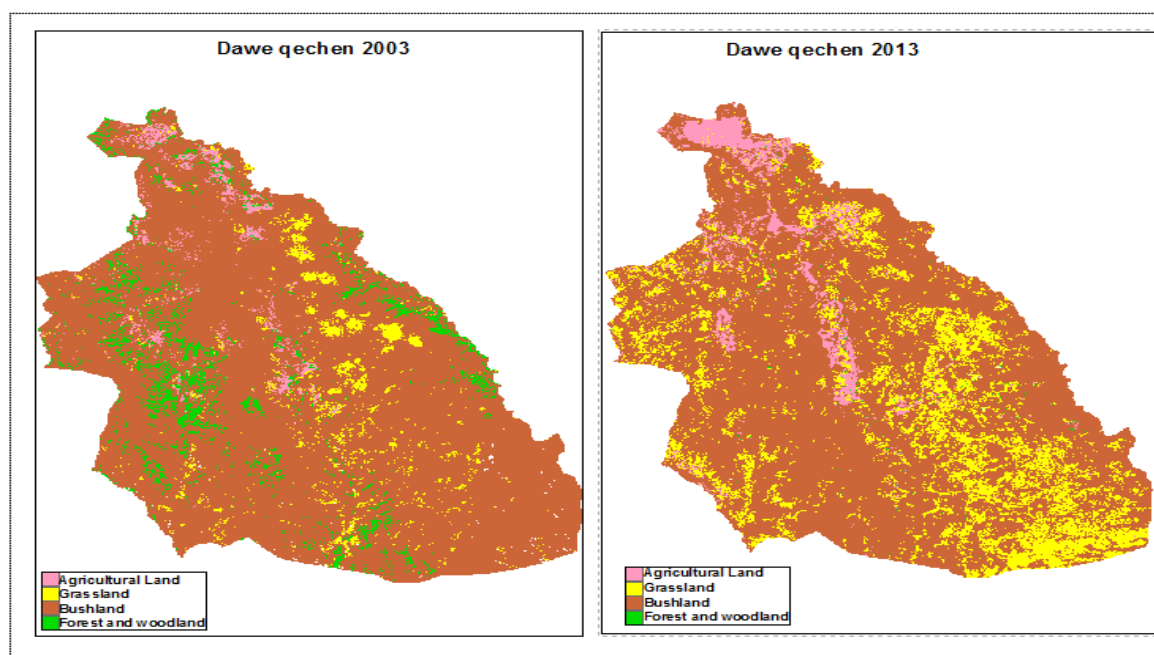 Dawe qechen 2003
Agricultural Land
Grassland
Bushland
Forest and woodland
Dawe qechen 2013
Agricultural Land
Grassland
Bushland
Forest and woodland